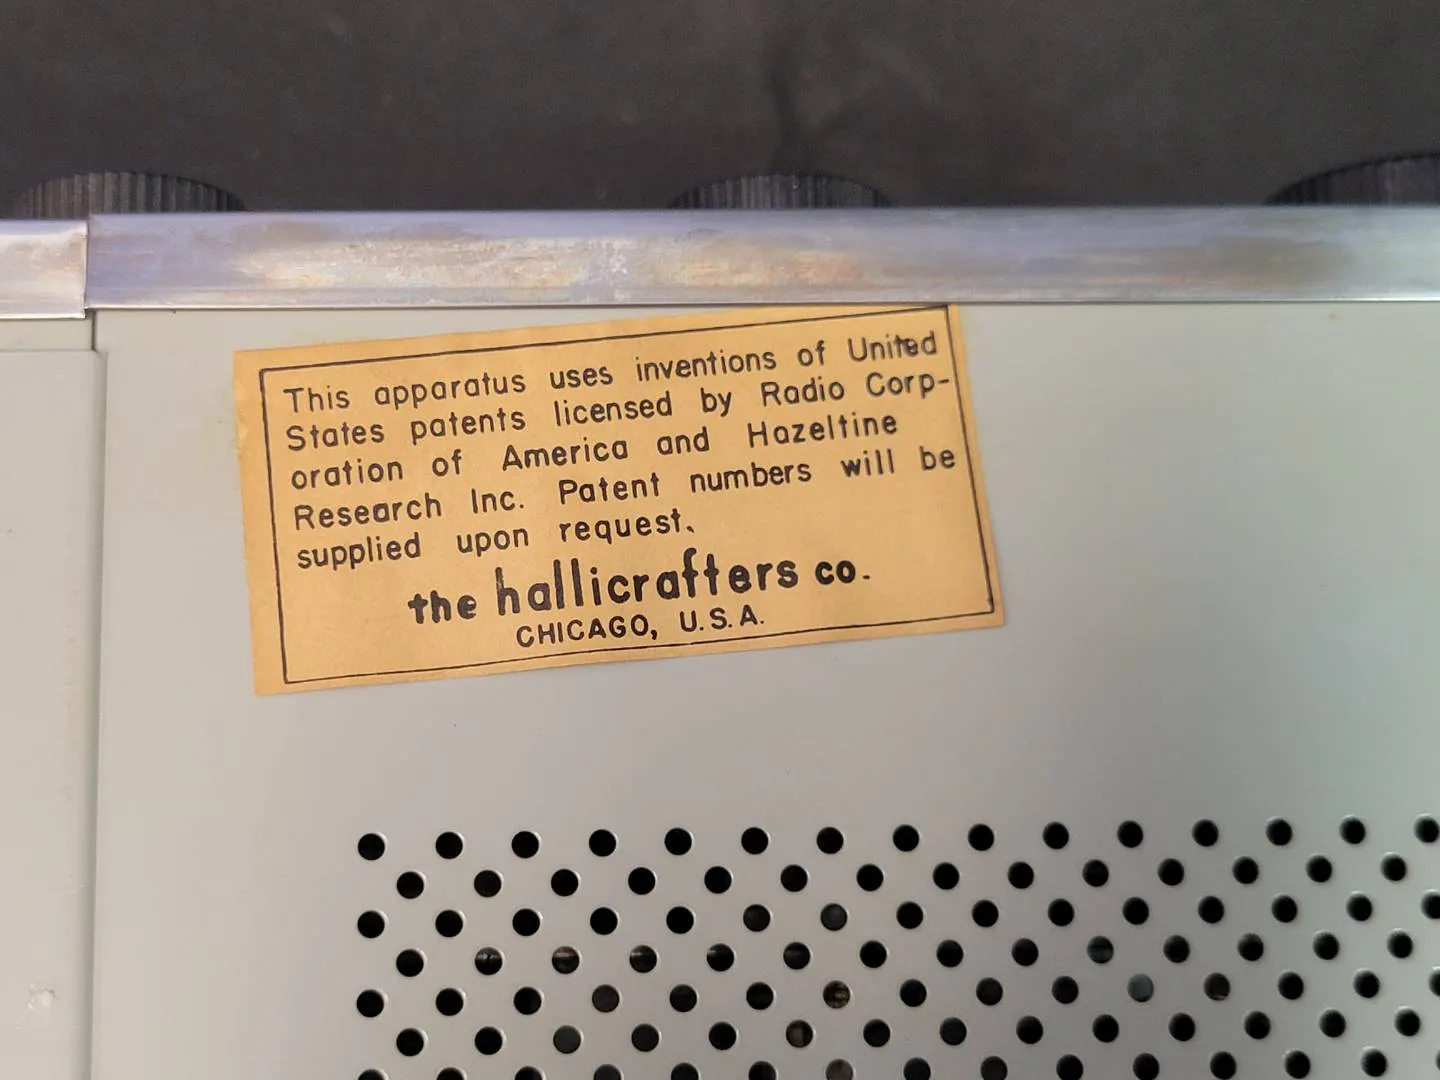 This apparatus uses inventions of United
States patents licensed by Radio Corp-
oration of America and Hazeltine
Research Inc. Patent numbers will be
supplied upon request.
the hallicrafters co.
CHICAGO, U.S.A.